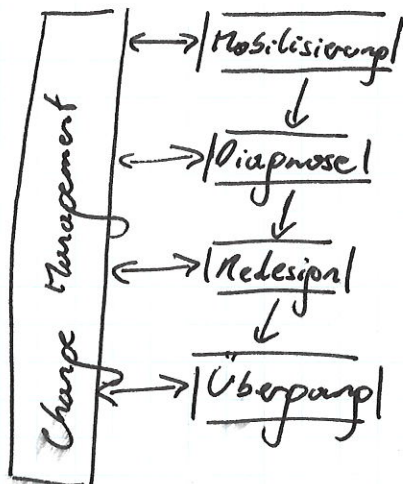 Change Management
Mobilisierung
Diagnose
Redesign
Übergang